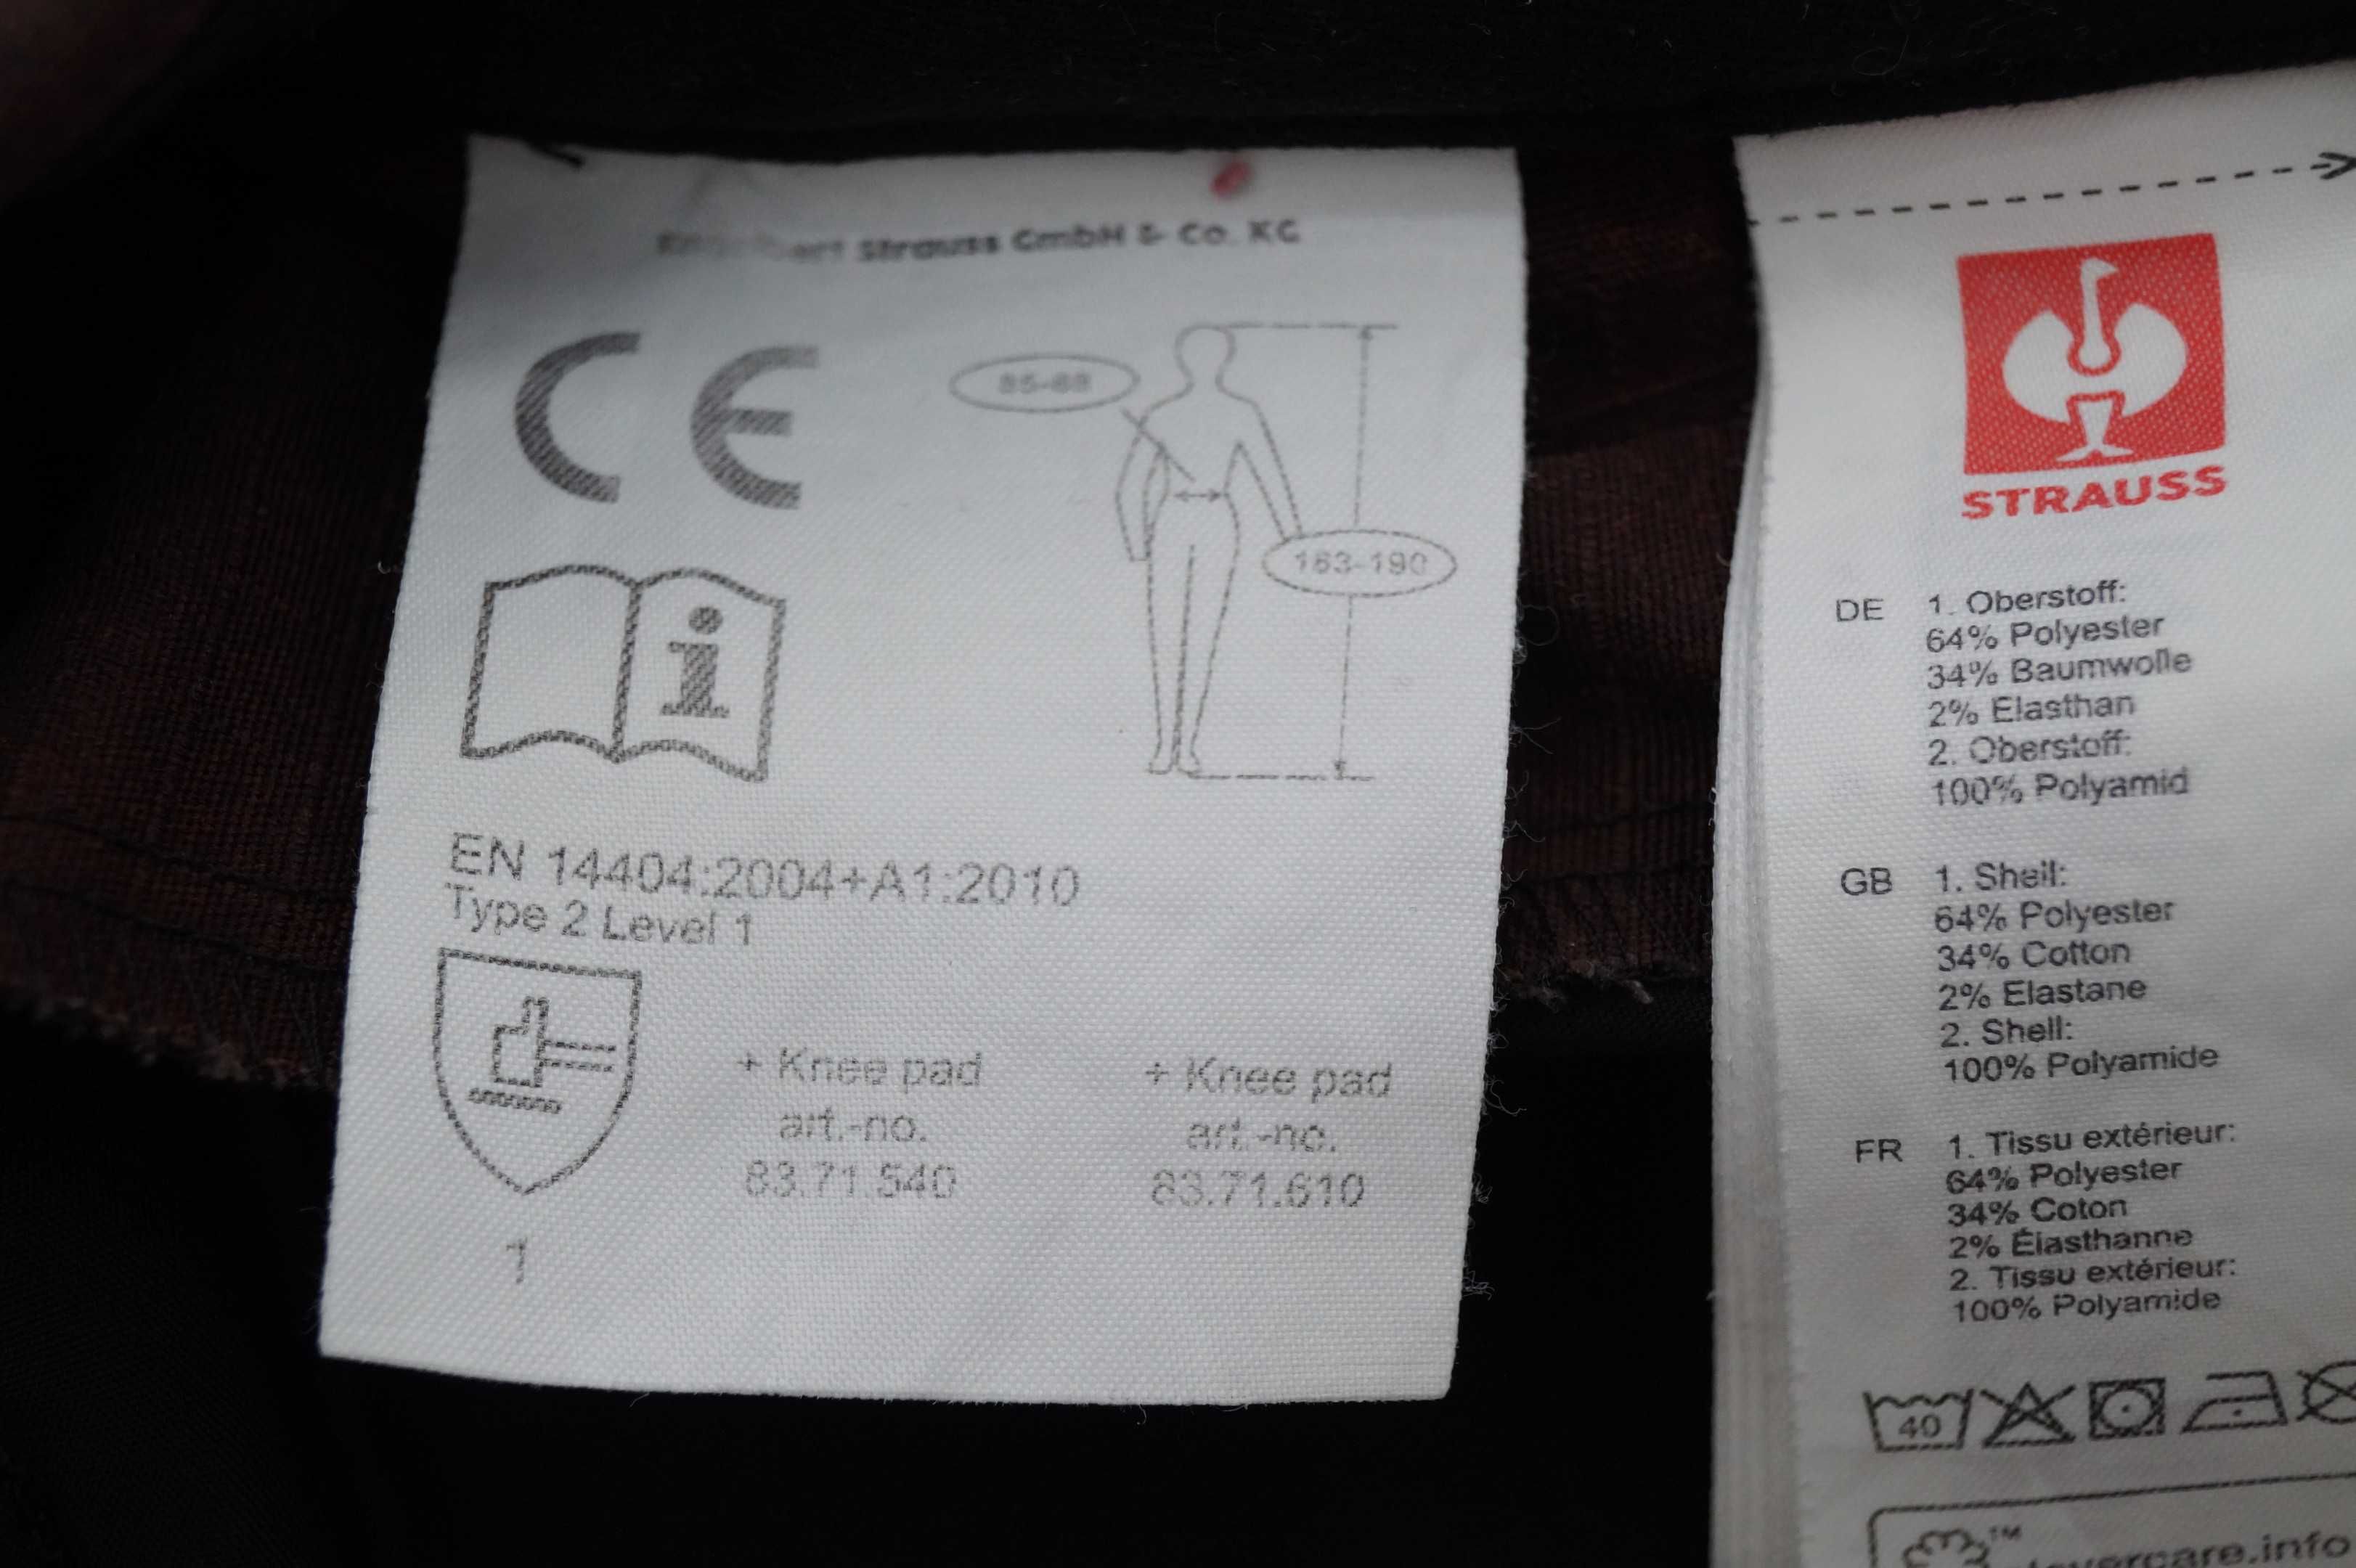 Strauss GmbH & Co. KG
CE
85-88
163-190
i
EN 14404:2004+A1:2010
Type 2 Level 1
1
+ Knee pad
art.-no.
83.71.540
+ Knee pad
art.-no.
83.71.610
STRAUSS
DE 1. Oberstoff:
64% Polyester
34% Baumwolle
2% Elasthan
2. Oberstoff:
100% Polyamid
GB 1. Shell:
64% Polyester
34% Cotton
2% Elastane
2. Shell:
100% Polyamide
FR 1. Tissu extérieur:
64% Polyester
34% Coton
2% Élasthanne
2. Tissu extérieur:
100% Polyamide
40
TM